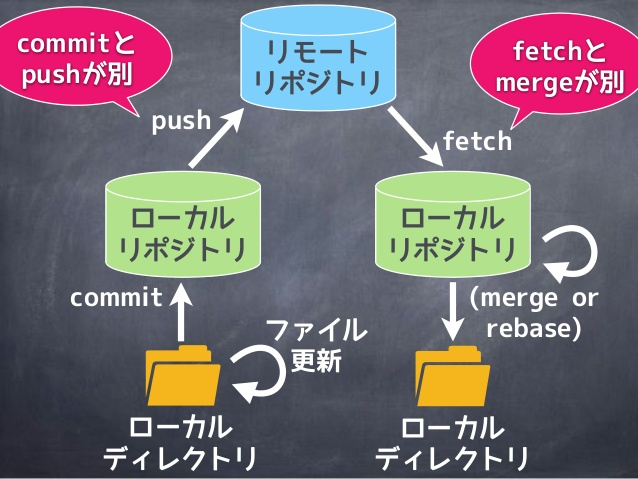 commitと
pushが別
リモート
リポジトリ
fetchと
mergeが別
push
fetch
ローカル
リポジトリ
ローカル
リポジトリ
commit
(merge or
rebase)
ファイル
更新
ローカル
ディレクトリ
ローカル
ディレクトリ